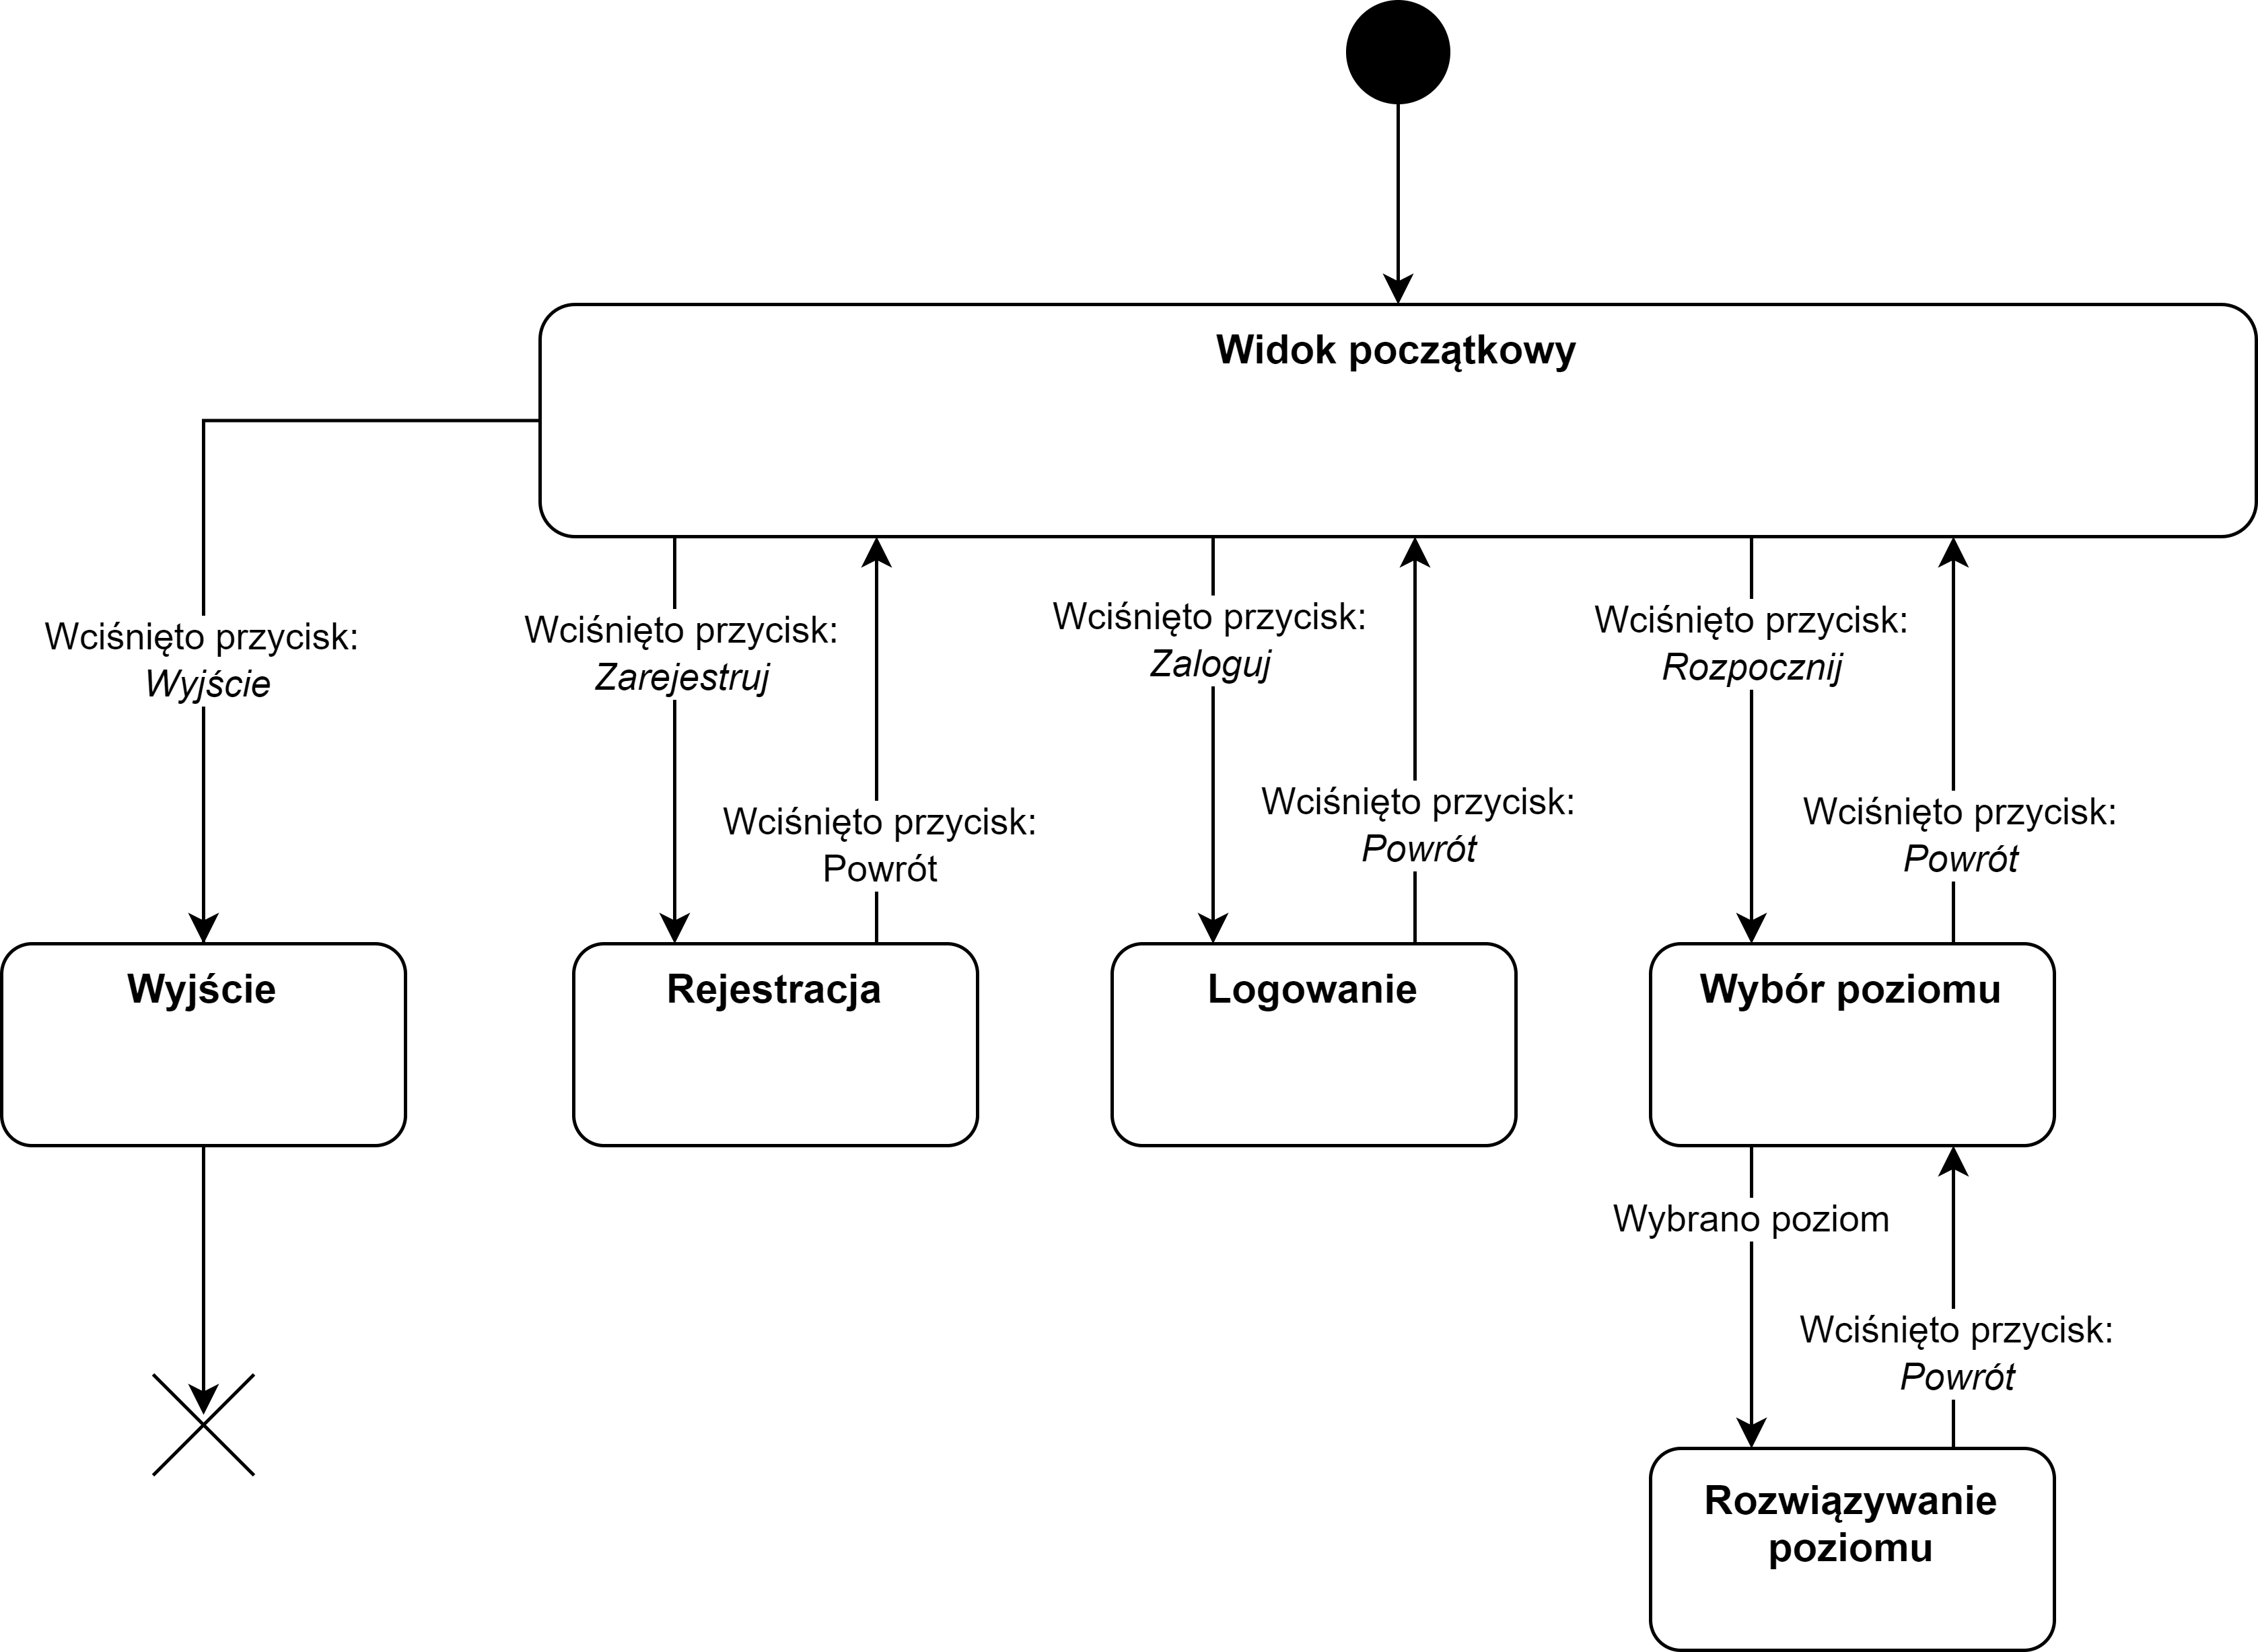 Widok początkowy
Wciśnięto przycisk:
Wyjście
Wciśnięto przycisk:
Zarejestruj
Wciśnięto przycisk:
Zaloguj
Wciśnięto przycisk:
Rozpocznij
Wciśnięto przycisk:
Powrót
Wciśnięto przycisk:
Powrót
Wciśnięto przycisk:
Powrót
Wyjście
Rejestracja
Logowanie
Wybór poziomu
Wybrano poziom
Wciśnięto przycisk:
Powrót
Rozwiązywanie
poziomu